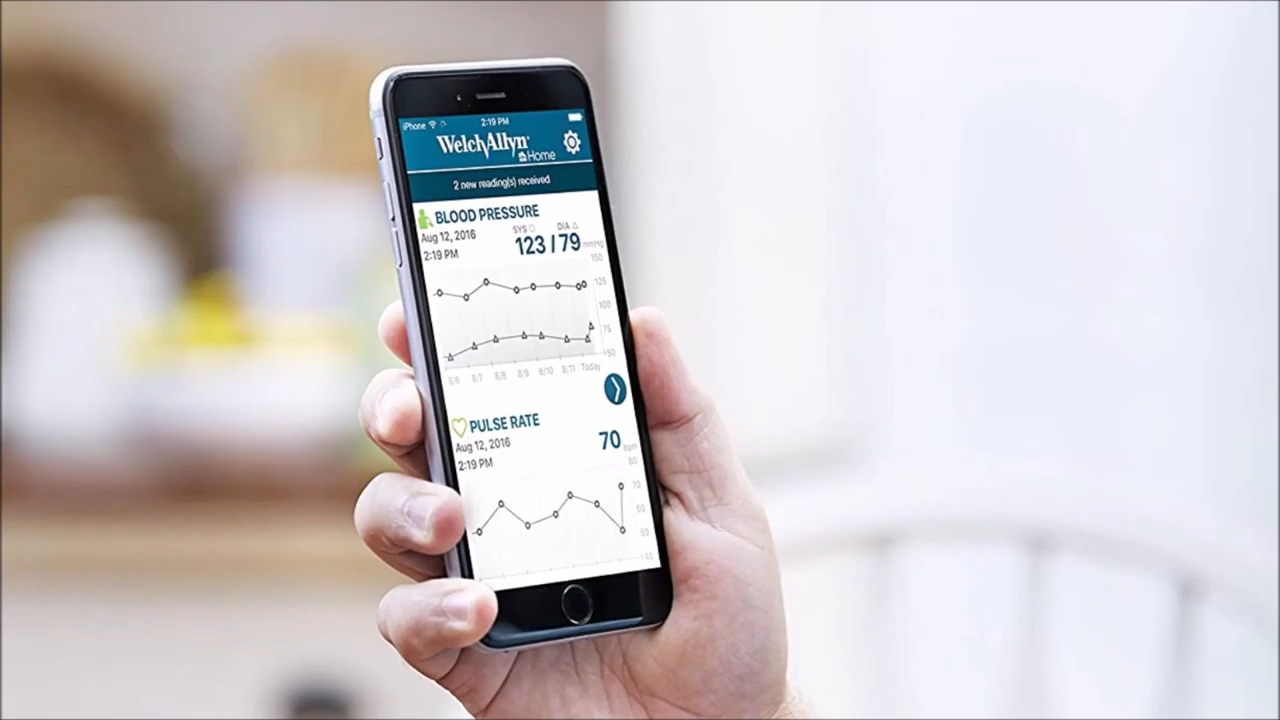 iPhone 2:19 PM
WelchAllyn®
Home
2 new reading(s) received
BLOOD PRESSURE
Aug 12, 2016 SYS DIA
2:19 PM 123 / 79 mmHg
150
125
100
75
50
8/6 8/7 8/8 8/9 8/10 8/11 Today
PULSE RATE
Aug 12, 2016 70 bpm
2:19 PM
80
70
60